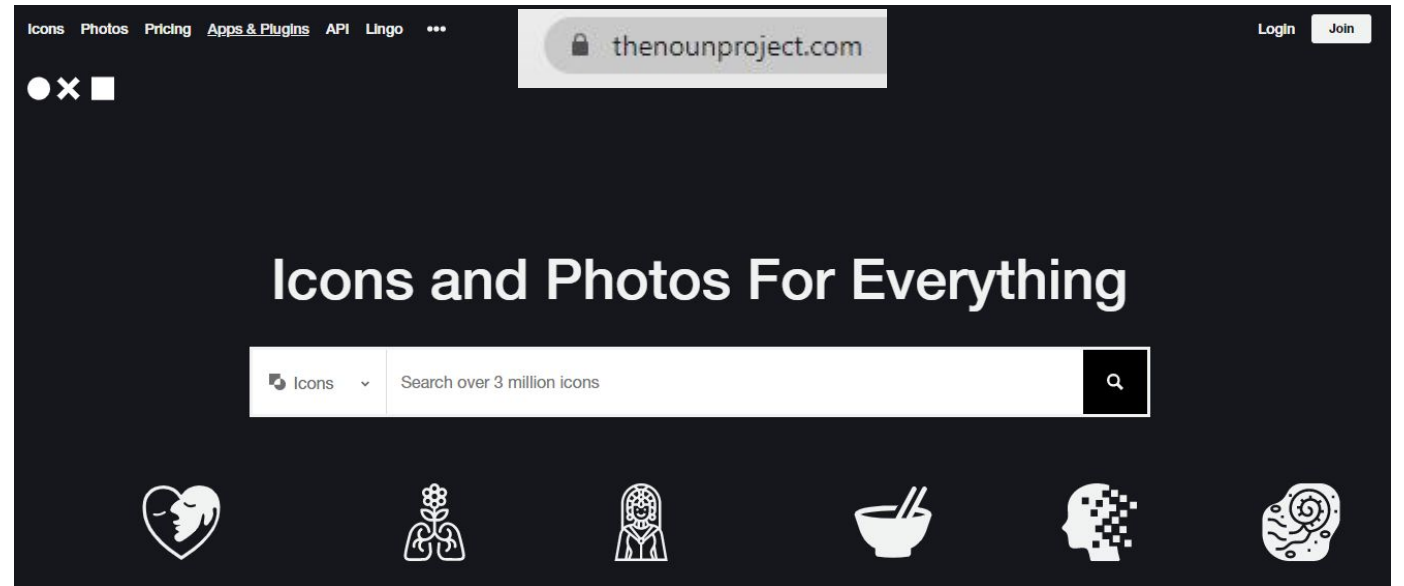 Icons Photos Pricing Apps & Plugins API Lingo •••
thenounproject.com
Login Join
Icons and Photos For Everything
Icons
Search over 3 million icons